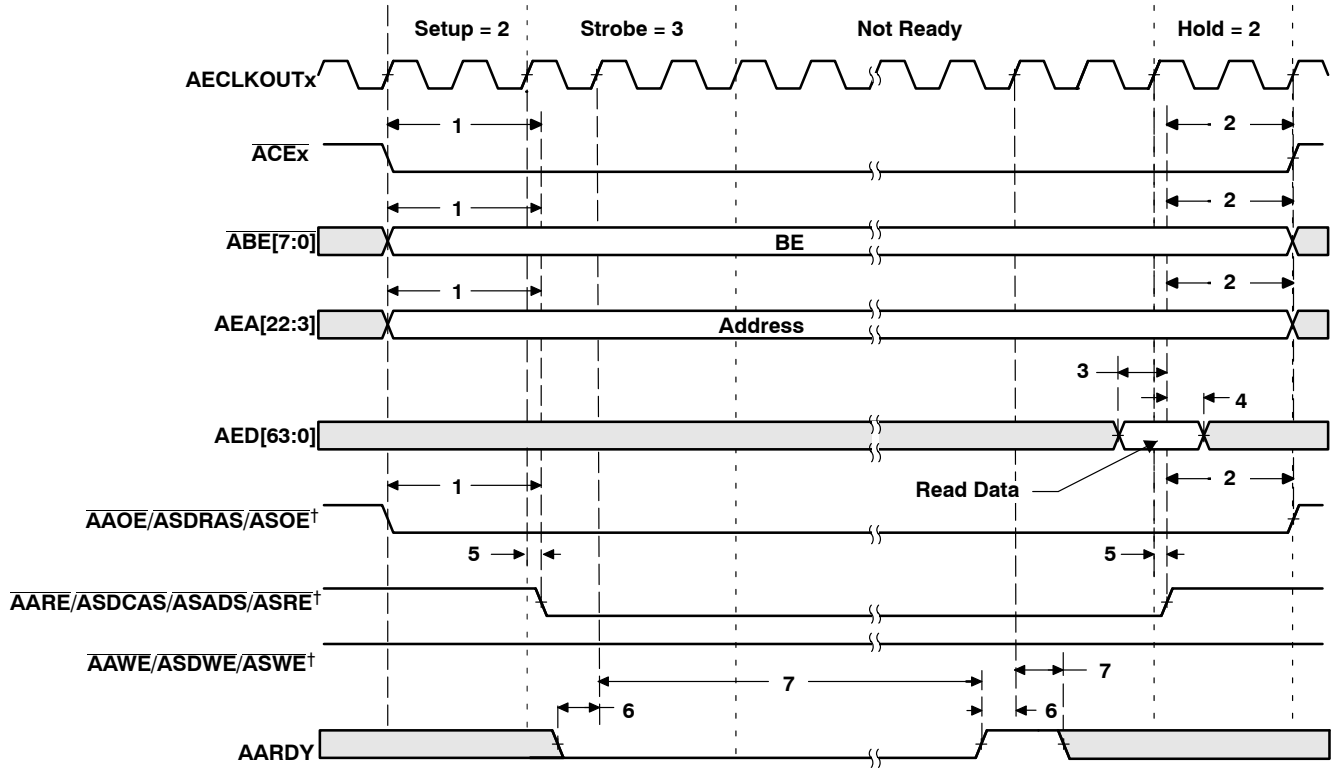 Setup = 2 Strobe = 3 Not Ready Hold = 2
AECLKOUTx
1 2
ACEx
1 2
ABE[7:0] BE
1 2
AEA[22:3] Address
3
4
AED[63:0]
1 Read Data 2
AAOE/ASDRAS/ASOE†
5 5
AARE/ASDCAS/ASADS/ASRE†
AAWE/ASDWE/ASWE†
7 7
6 6
AARDY